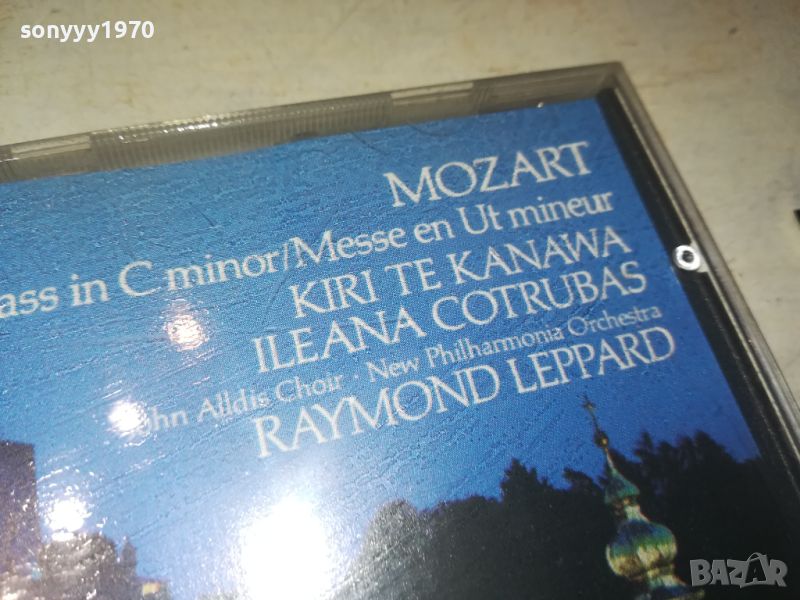 sonyyy1970
MOZART
ass in C minor/Messe en Ut mineur
KIRI TE KANAWA
ILEANA COTRUBAS
hn Alldis Choir · New Philharmonia Orchestra
RAYMOND LEPPARD
BAZAR